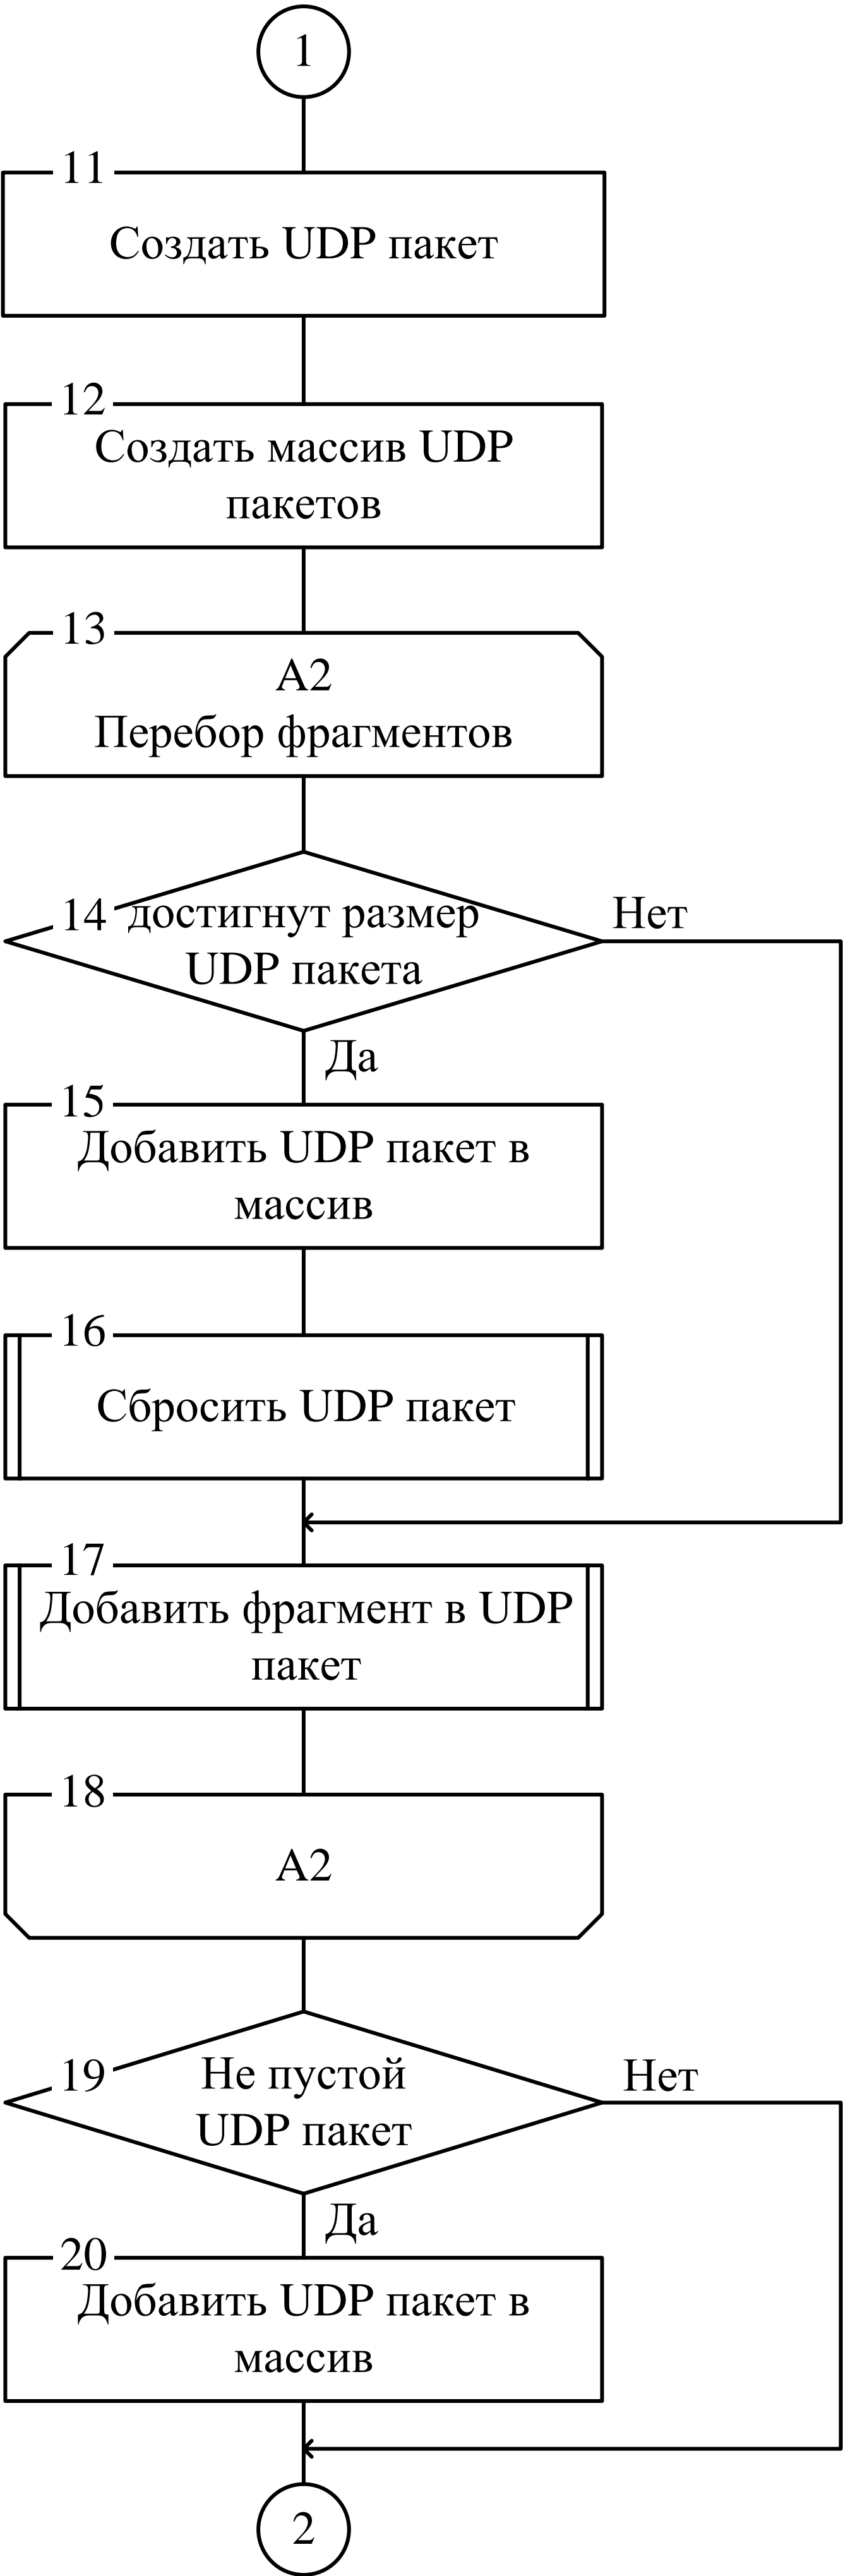 1
11
Создать UDP пакет
12
Создать массив UDP
пакетов
13
А2
Перебор фрагментов
14 достигнут размер
Нет
UDP пакета
Да
15
Добавить UDP пакет в
массив
16
Сбросить UDP пакет
17
Добавить фрагмент в UDP
пакет
18
А2
19
Не пустой
Нет
UDP пакет
Да
20
Добавить UDP пакет в
массив
2